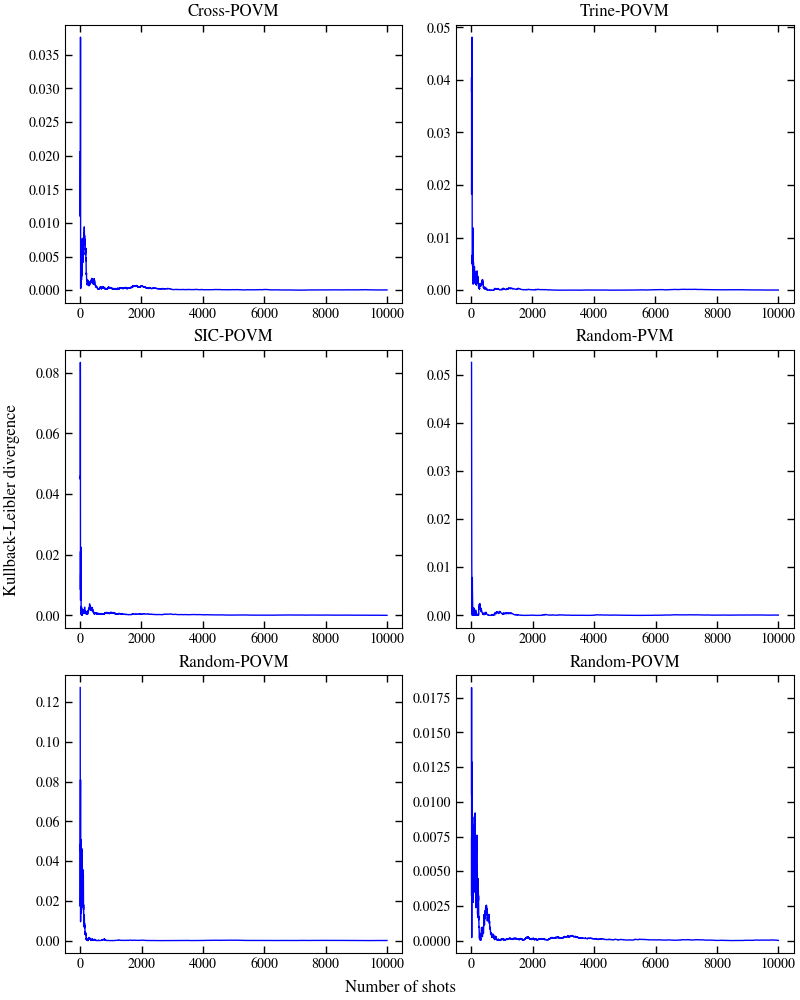 Cross-POVM
0.035
0.030
0.025
0.020
0.015
0.010
0.005
0.000
0 2000 4000 6000 8000 10000
Trine-POVM
0.05
0.04
0.03
0.02
0.01
0.00
0 2000 4000 6000 8000 10000
SIC-POVM
0.08
0.06
0.04
0.02
0.00
0 2000 4000 6000 8000 10000
Random-PVM
0.05
0.04
0.03
0.02
0.01
0.00
0 2000 4000 6000 8000 10000
Kullback-Leibler divergence
Random-POVM
0.12
0.10
0.08
0.06
0.04
0.02
0.00
0 2000 4000 6000 8000 10000
Random-POVM
0.0175
0.0150
0.0125
0.0100
0.0075
0.0050
0.0025
0.0000
0 2000 4000 6000 8000 10000
Number of shots